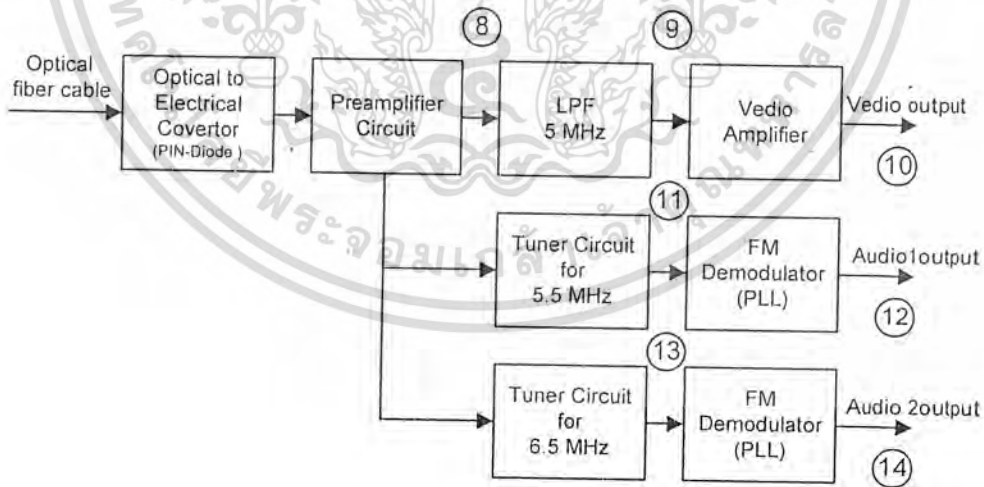 8
9
Optical
fiber cable
Optical to
Electrical
Covertor
(PIN-Diode )
Preamplifier
Circuit
LPF
5 MHz
Vedio
Amplifier
Vedio output
10
11
Tuner Circuit
for
5.5 MHz
FM
Demodulator
(PLL)
Audio1output
12
13
Tuner Circuit
for
6.5 MHz
FM
Demodulator
(PLL)
Audio 2output
14